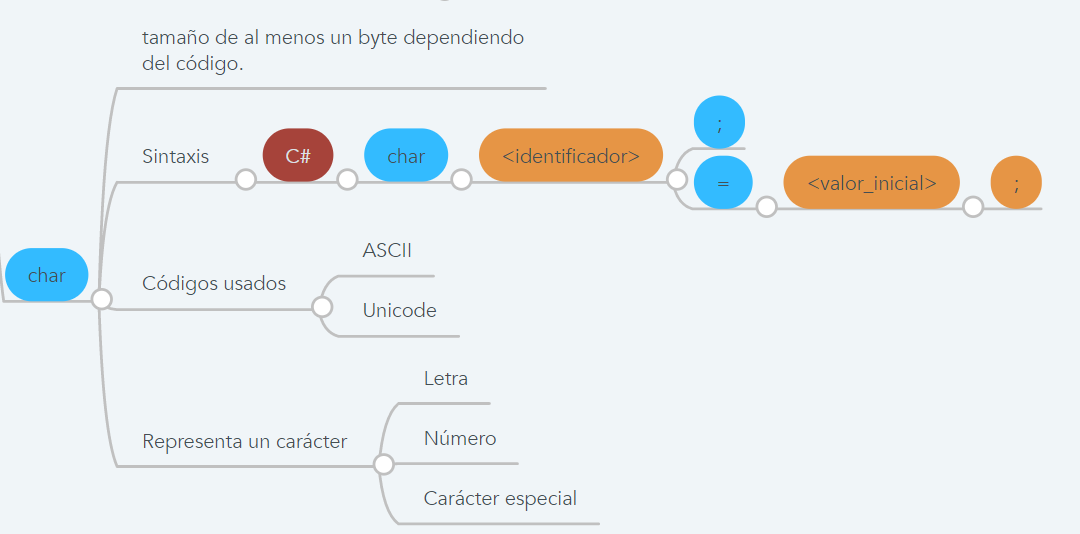 tamaño de al menos un byte dependiendo
del código.
Sintaxis C# char <identificador> ;
= <valor_inicial> ;
char
Códigos usados
ASCII
Unicode
Representa un carácter
Letra
Número
Carácter especial